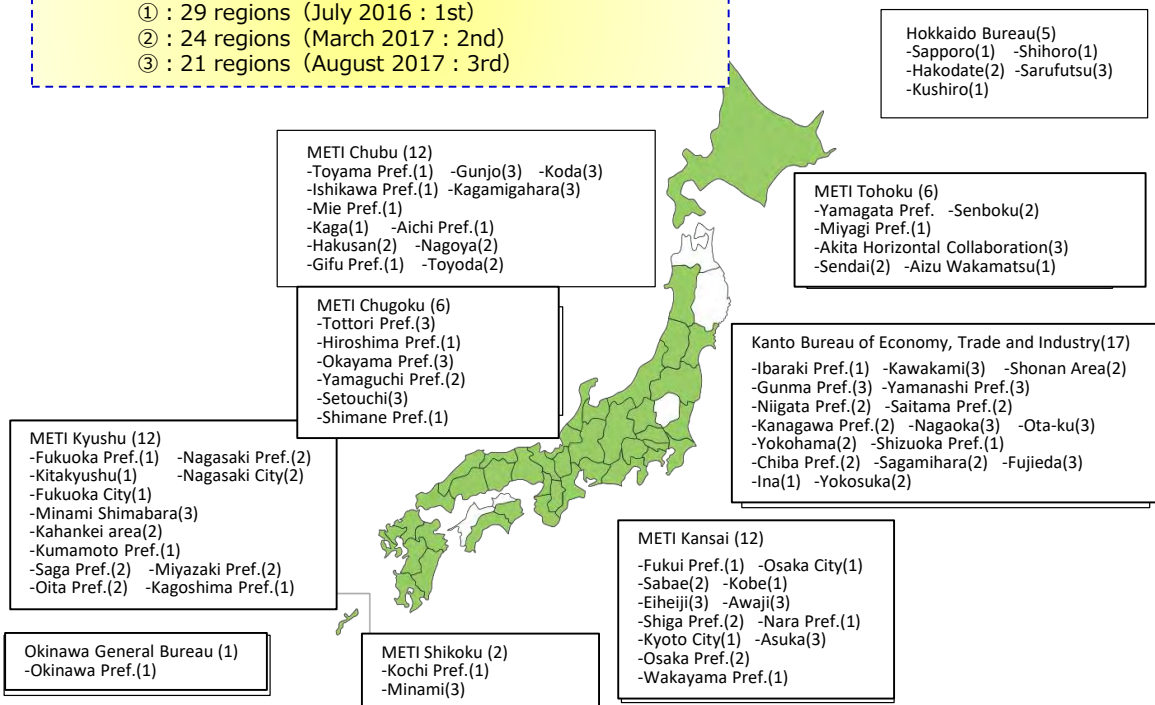 ① : 29 regions (July 2016 : 1st)
② : 24 regions (March 2017 : 2nd)
③ : 21 regions (August 2017 : 3rd)
Hokkaido Bureau(5)
-Sapporo(1) -Shihoro(1)
-Hakodate(2) -Sarufutsu(3)
-Kushiro(1)
METI Chubu (12)
-Toyama Pref.(1) -Gunjo(3) -Koda(3)
-Ishikawa Pref.(1) -Kagamigahara(3)
-Mie Pref.(1)
-Kaga(1) -Aichi Pref.(1)
-Hakusan(2) -Nagoya(2)
-Gifu Pref.(1) -Toyoda(2)
METI Tohoku (6)
-Yamagata Pref. -Senboku(2)
-Miyagi Pref.(1)
-Akita Horizontal Collaboration(3)
-Sendai(2) -Aizu Wakamatsu(1)
METI Chugoku (6)
-Tottori Pref.(3)
-Hiroshima Pref.(1)
-Okayama Pref.(3)
-Yamaguchi Pref.(2)
-Setouchi(3)
-Shimane Pref.(1)
Kanto Bureau of Economy, Trade and Industry(17)
-Ibaraki Pref.(1) -Kawakami(3) -Shonan Area(2)
-Gunma Pref.(3) -Yamanashi Pref.(3)
-Niigata Pref.(2) -Saitama Pref.(2)
-Kanagawa Pref.(2) -Nagaoka(3) -Ota-ku(3)
-Yokohama(2) -Shizuoka Pref.(1)
-Chiba Pref.(2) -Sagamihara(2) -Fujieda(3)
-Ina(1) -Yokosuka(2)
METI Kyushu (12)
-Fukuoka Pref.(1) -Nagasaki Pref.(2)
-Kitakyushu(1) -Nagasaki City(2)
-Fukuoka City(1)
-Minami Shimabara(3)
-Kahankei area(2)
-Kumamoto Pref.(1)
-Saga Pref.(2) -Miyazaki Pref.(2)
-Oita Pref.(2) -Kagoshima Pref.(1)
METI Kansai (12)
-Fukui Pref.(1) -Osaka City(1)
-Sabae(2) -Kobe(1)
-Eiheiji(3) -Awaji(3)
-Shiga Pref.(2) -Nara Pref.(1)
-Kyoto City(1) -Asuka(3)
-Osaka Pref.(2)
-Wakayama Pref.(1)
Okinawa General Bureau (1)
-Okinawa Pref.(1)
METI Shikoku (2)
-Kochi Pref.(1)
-Minami(3)